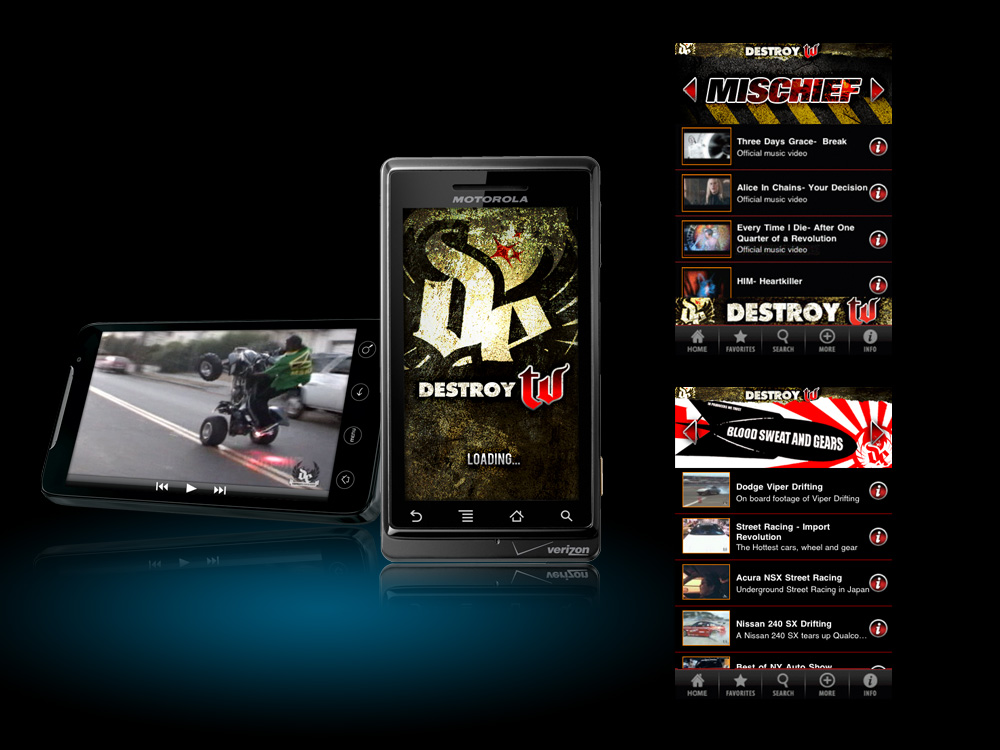 MOTOROLA
DESTROY tv
LOADING...
verizon
DESTROY tv
MISCHIEF
Three Days Grace- Break
Official music video
Alice In Chains- Your Decision
Official music video
Every Time I Die- After One
Quarter of a Revolution
Official music video
HIM- Heartkiller
DESTROY tv
HOME FAVORITES SEARCH MORE INFO
DESTROY tv
BLOOD SWEAT AND GEARS
Dodge Viper Drifting
On board footage of Viper Drifting
Street Racing - Import
Revolution
The Hottest cars, wheel and gear
Acura NSX Street Racing
Underground Street Racing in Japan
Nissan 240 SX Drifting
A Nissan 240 SX tears up Qualco...
Best of NY Auto Show
HOME FAVORITES SEARCH MORE INFO